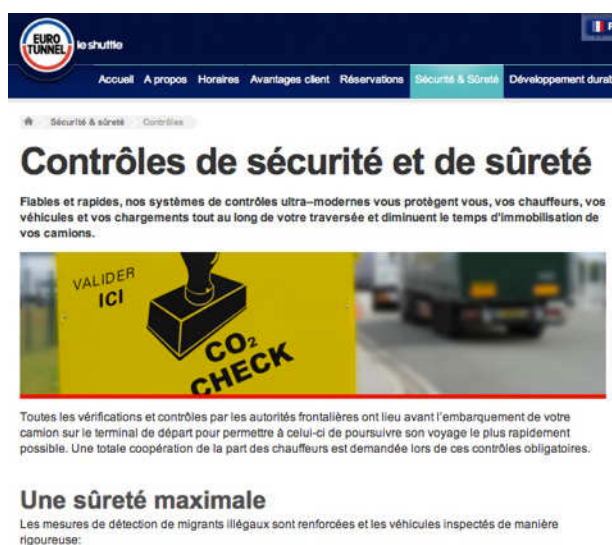 EURO
TUNNEL
le shuttle
Accueil A propos Horaires Avantages client Réservations Sécurité & Sûreté Développement durab
Sécurité & sûreté Contrôles
Contrôles de sécurité et de sûreté
Fiables et rapides, nos systèmes de contrôles ultra–modernes vous protègent vous, vos chauffeurs, vos
véhicules et vos chargements tout au long de votre traversée et diminuent le temps d'immobilisation de
vos camions.
VALIDER
ICI
CO2
CHECK
Toutes les vérifications et contrôles par les autorités frontalières ont lieu avant l'embarquement de votre
camion sur le terminal de départ pour permettre à celui-ci de poursuivre son voyage le plus rapidement
possible. Une totale coopération de la part des chauffeurs est demandée lors de ces contrôles obligatoires.
Une sûreté maximale
Les mesures de détection de migrants illégaux sont renforcées et les véhicules inspectés de manière
rigoureuse: